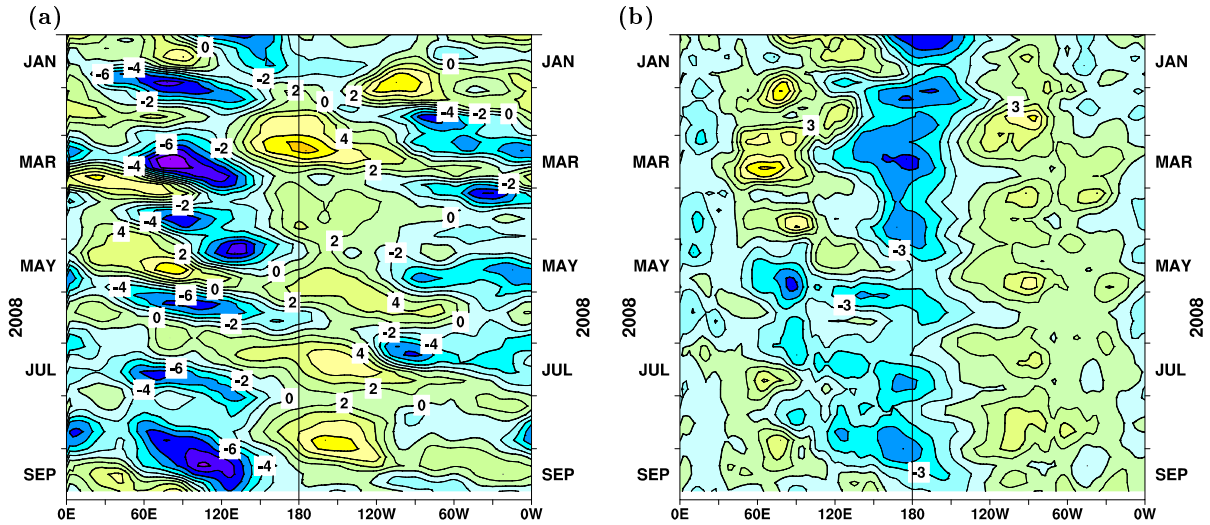 (a) (b)
JAN JAN JAN JAN
MAR MAR MAR MAR
MAY MAY MAY MAY
JUL JUL JUL JUL
SEP SEP SEP SEP
2008 2008 2008 2008
0 -6 -4 -2 2 0 2 0 -4 -2 0
-2 -6 -2 -4 -2 -4 4 2 -2 0
4 2 0 2 -2
-4 -6 0 2 4
0 -2 -2 0
4 -4
-6 -4 -2 0 2 2 0
-6 -4
3 3 -3 -3 -3
0E 60E 120E 180 120W 60W 0W 0E 60E 120E 180 120W 60W 0W